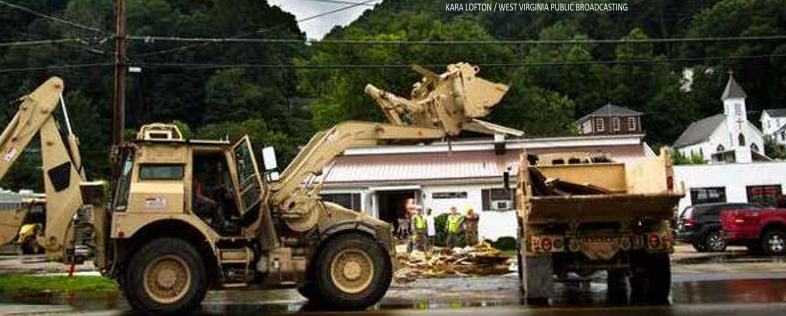 KARA LOFTON / WEST VIRGINIA PUBLIC BROADCASTING